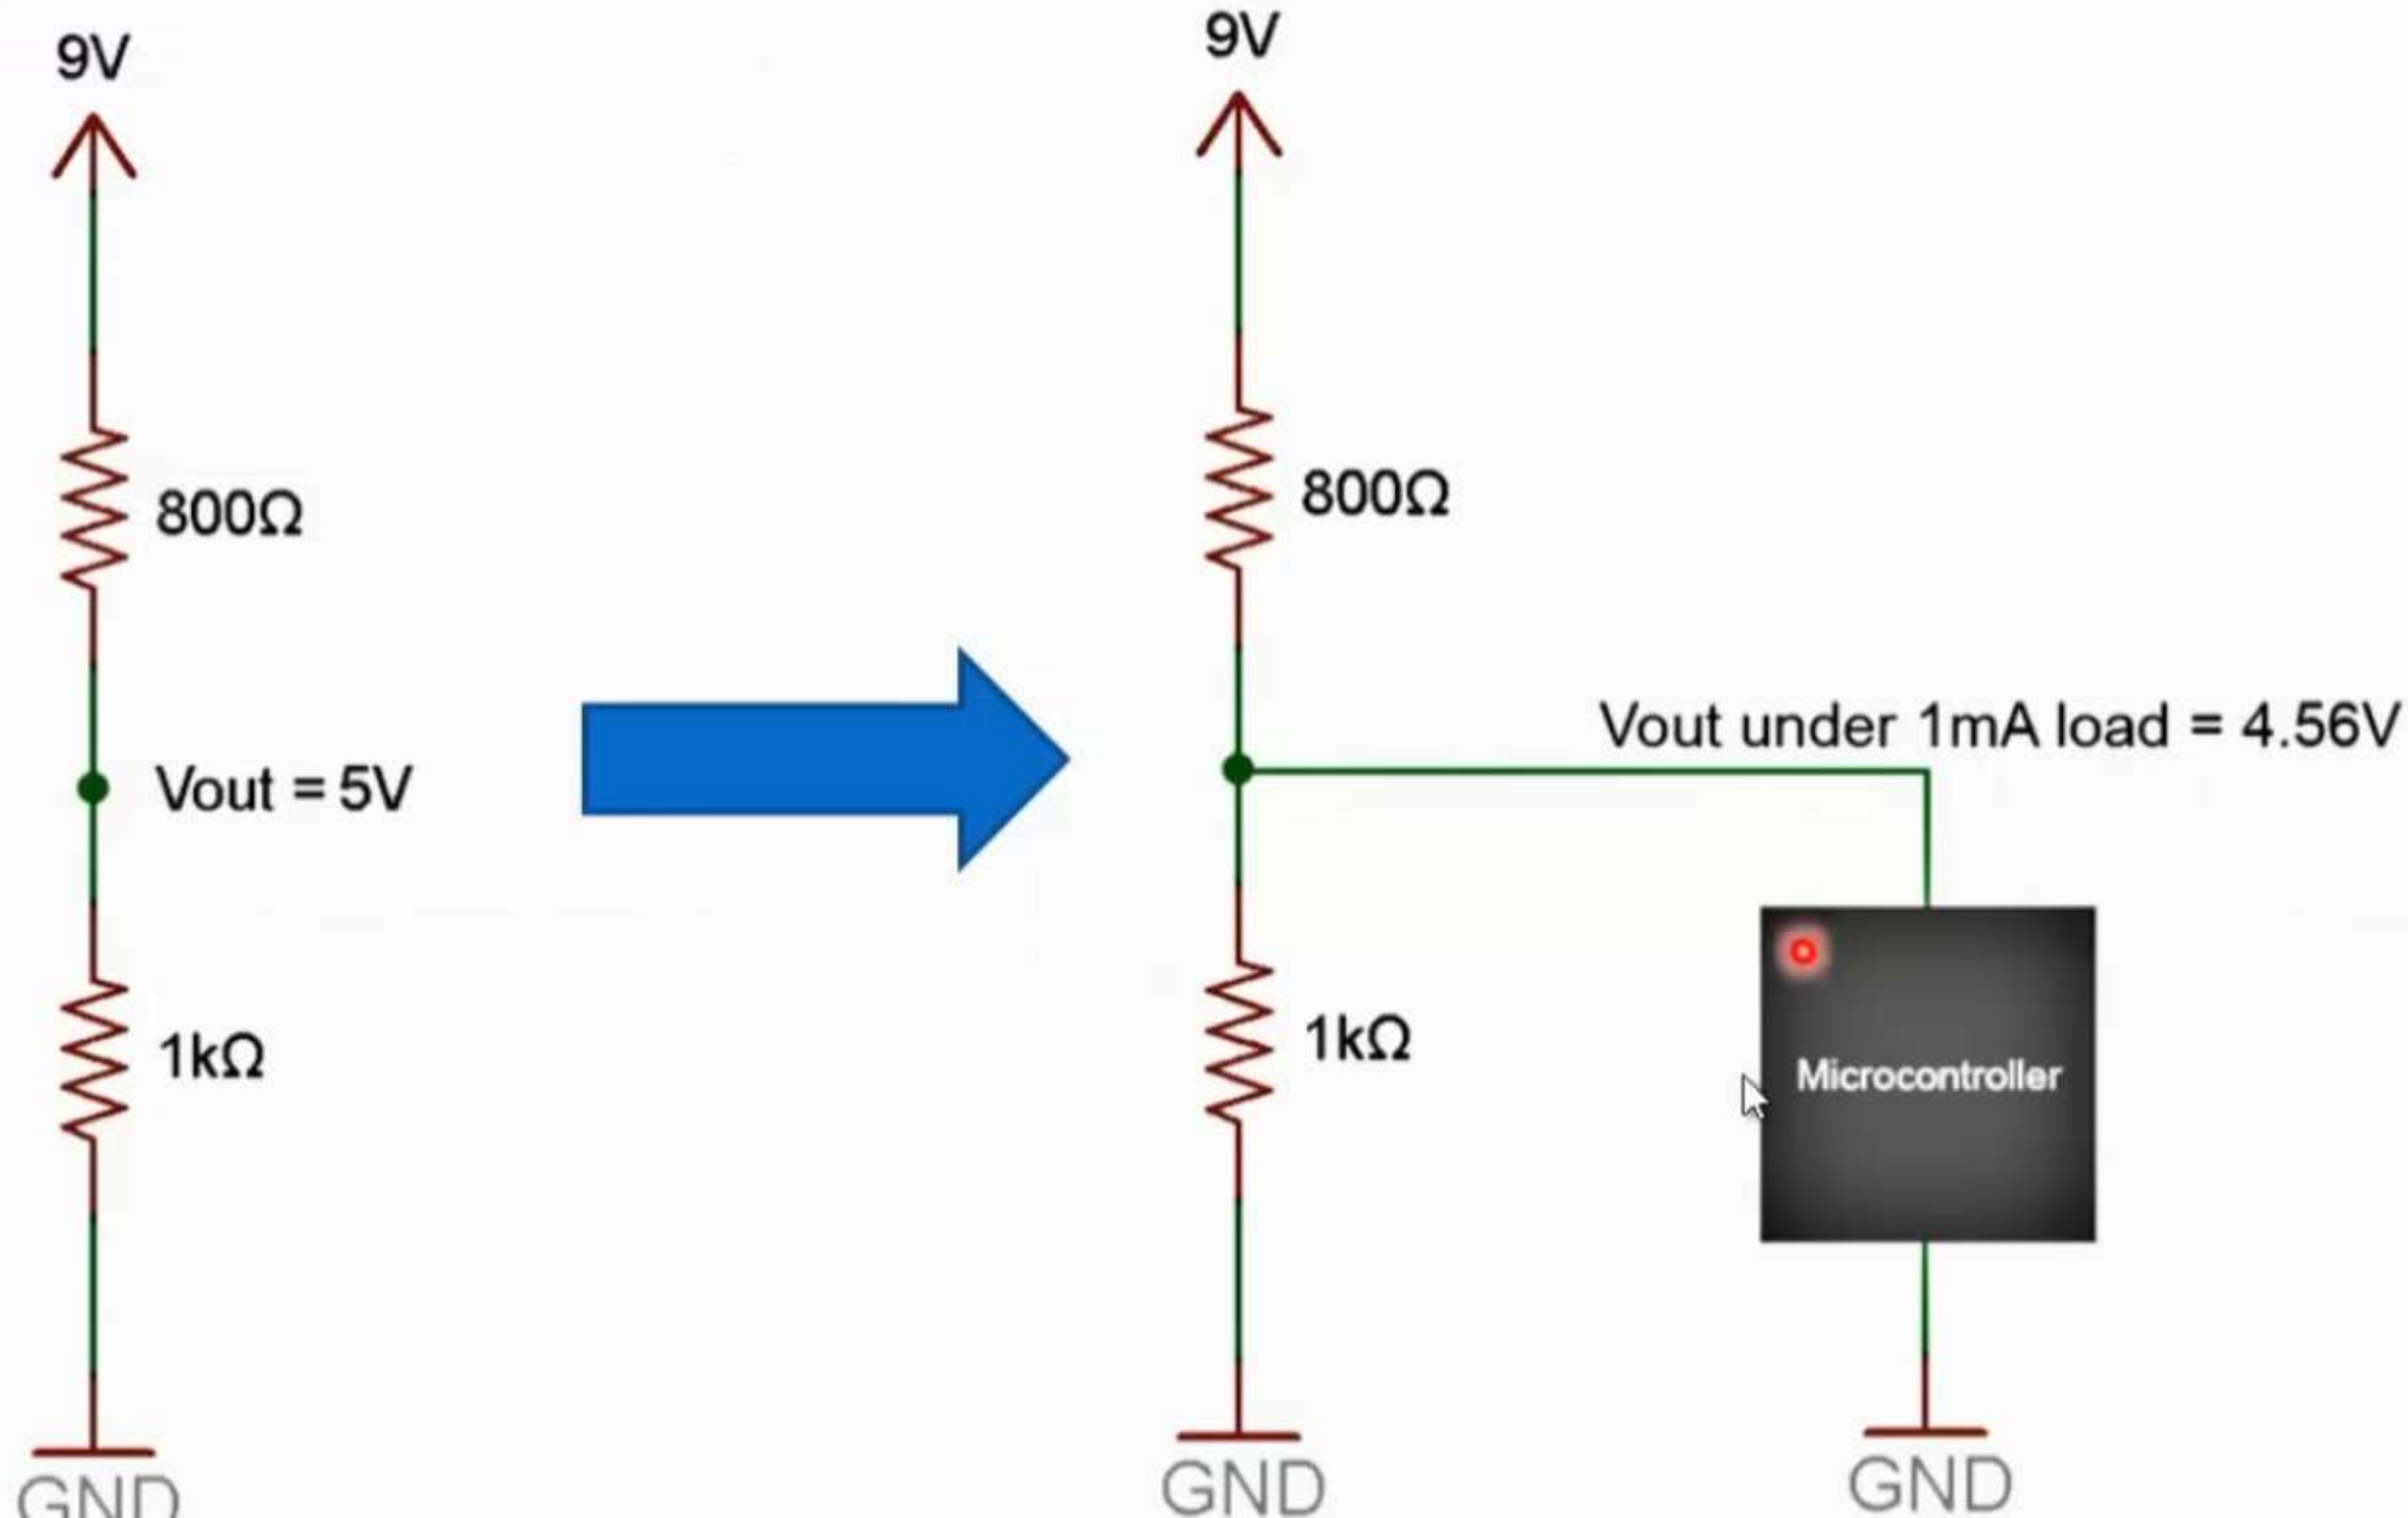 9V
800Ω
Vout = 5V
1kΩ
GND
9V
800Ω
Vout under 1mA load = 4.56V
1kΩ
Microcontroller
GND
GND